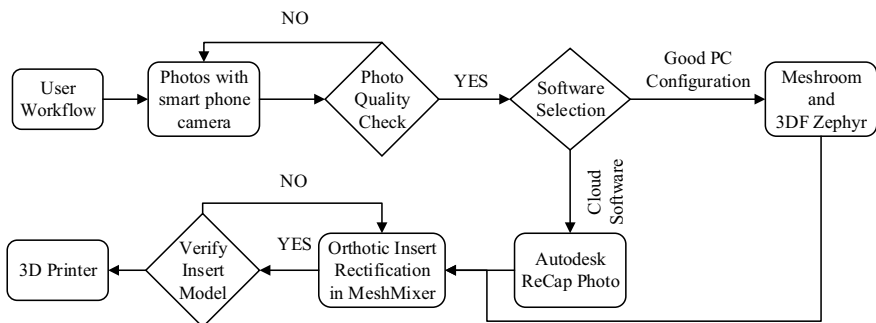 NO
User
Workflow
Photos with
smart phone
camera
Photo
Quality
Check
YES
Software
Selection
Good PC
Configuration
Meshroom
and
3DF Zephyr
Cloud
Software
NO
3D Printer
Verify
Insert
Model
YES
Orthotic Insert
Rectification
in MeshMixer
Autodesk
ReCap Photo